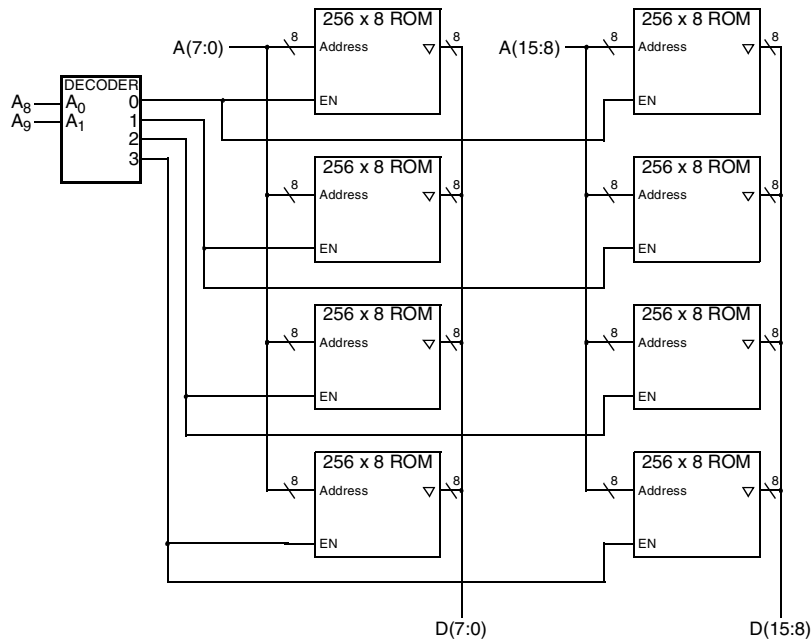 256 x 8 ROM
256 x 8 ROM
A(7:0)
8
Address
8
A(15:8)
8
Address
8
DECODER
A8
A0
0
EN
EN
A9
A1
1
2
3
256 x 8 ROM
256 x 8 ROM
8
Address
8
8
Address
8
EN
EN
256 x 8 ROM
256 x 8 ROM
8
Address
8
8
Address
8
EN
EN
256 x 8 ROM
256 x 8 ROM
8
Address
8
8
Address
8
EN
EN
D(7:0)
D(15:8)